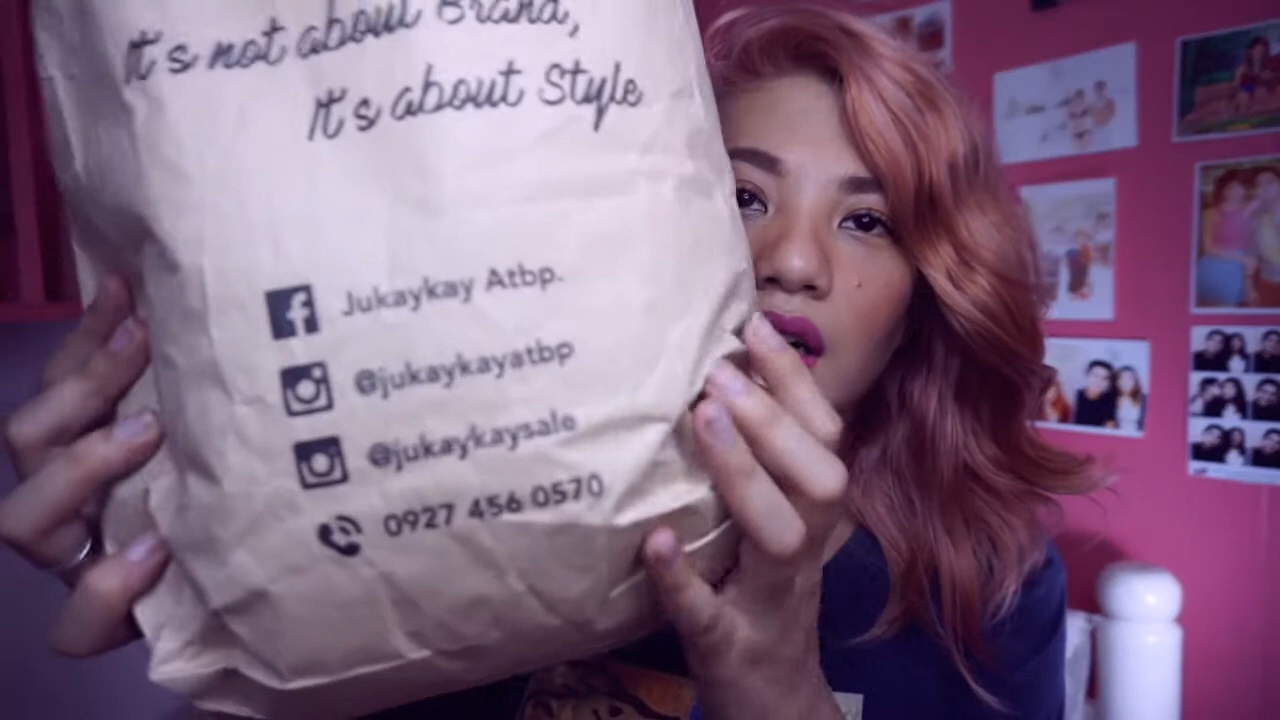 It's not about Brand,
It's about Style
Jukaykay Atbp.
@jukaykayatbp
@jukaykaysale
0927 456 0570